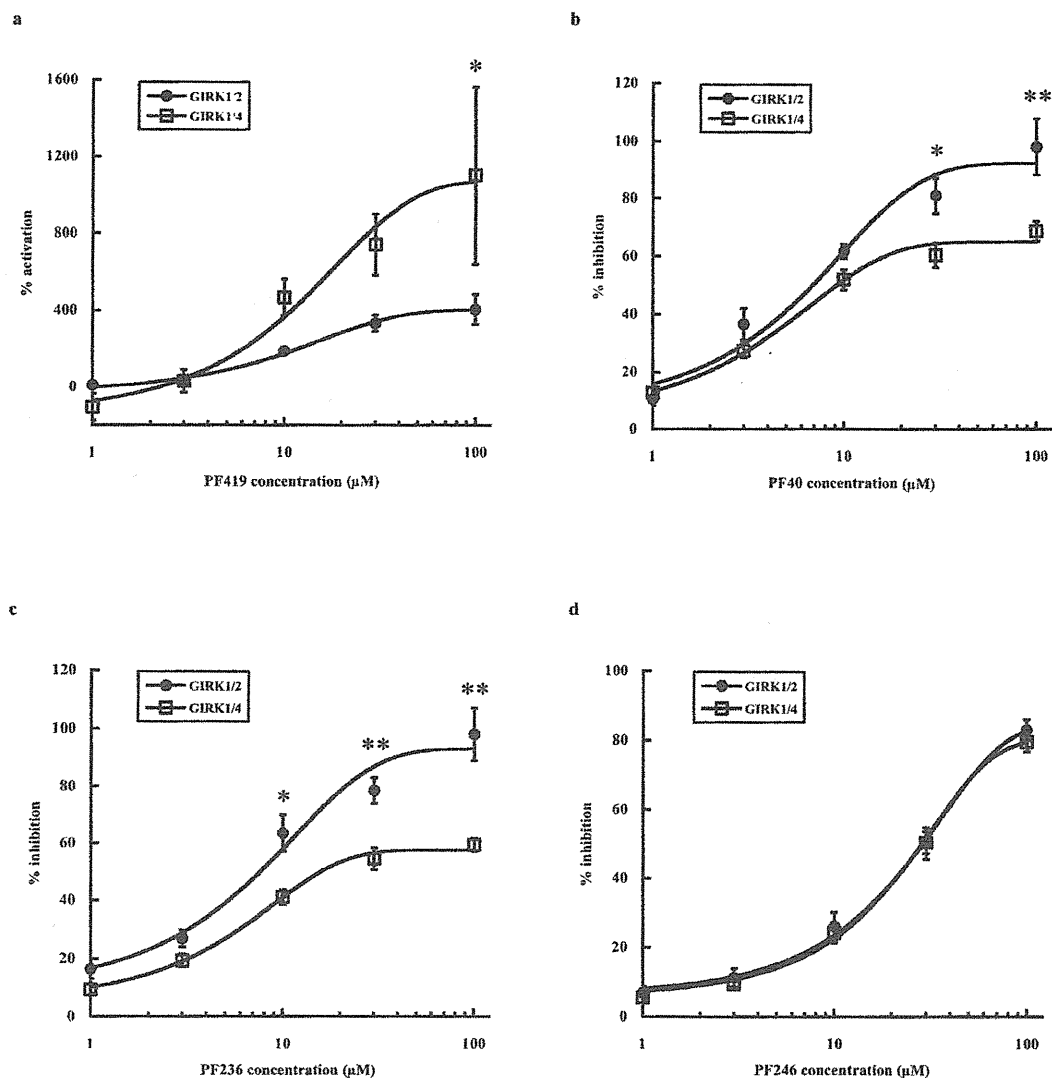 a
1600
1200
800
400
0
% activation
GIRK1/2
GIRK1/4
*
1
10
100
PF419 concentration (µM)
b
120
100
80
60
40
20
0
% inhibition
GIRK1/2
GIRK1/4
*
**
1
10
100
PF40 concentration (µM)
c
120
100
80
60
40
20
0
% inhibition
GIRK1/2
GIRK1/4
*
**
**
1
10
100
PF236 concentration (µM)
d
100
80
60
40
20
0
% inhibition
GIRK1/2
GIRK1/4
1
10
100
PF246 concentration (µM)